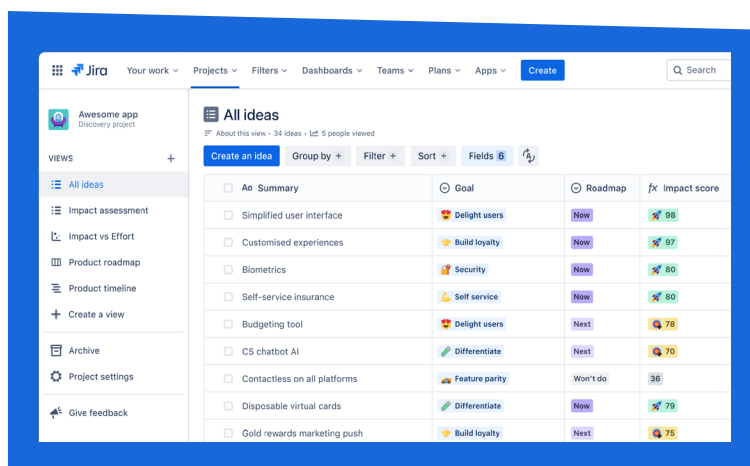 Jira Your work Projects Filters Dashboards Teams Plans Apps Create Search
Awesome app
Discovery project
VIEWS
All ideas
Impact assessment
Impact vs Effort
Product roadmap
Product timeline
Create a view
Archive
Project settings
Give feedback
All ideas
About this view • 34 ideas • 5 people viewed
Create an idea Group by + Filter + Sort + Fields 6
Aa Summary Goal Roadmap fx Impact score
Simplified user interface Delight users Now 98
Customised experiences Build loyalty Now 97
Biometrics Security Now 80
Self-service insurance Self service Now 80
Budgeting tool Delight users Next 78
CS chatbot AI Differentiate Next 70
Contactless on all platforms Feature parity Won't do 36
Disposable virtual cards Differentiate Now 79
Gold rewards marketing push Build loyalty Next 75